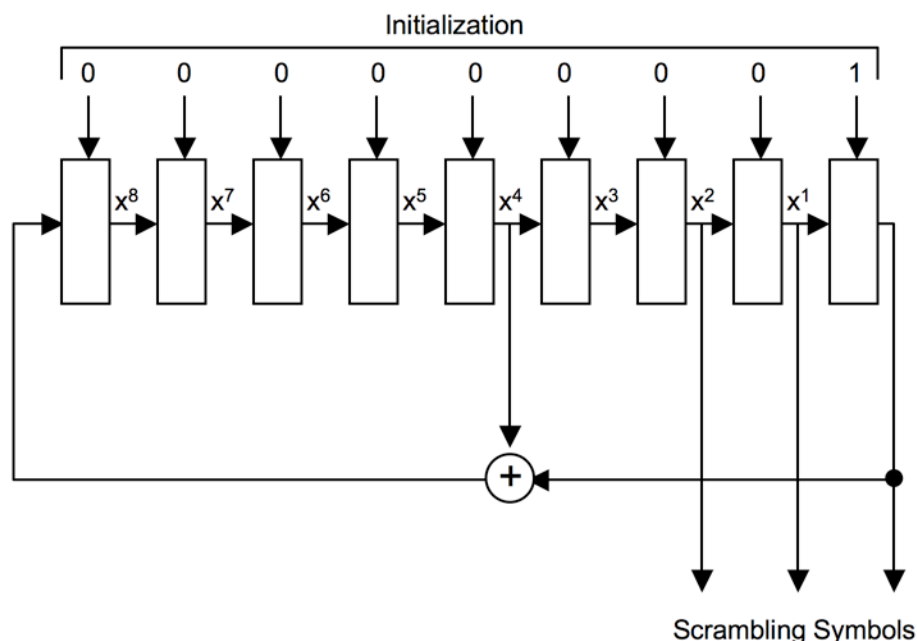 Initialization
0 0 0 0 0 0 0 0 1
x⁸ x⁷ x⁶ x⁵ x⁴ x³ x² x¹
+
Scrambling Symbols